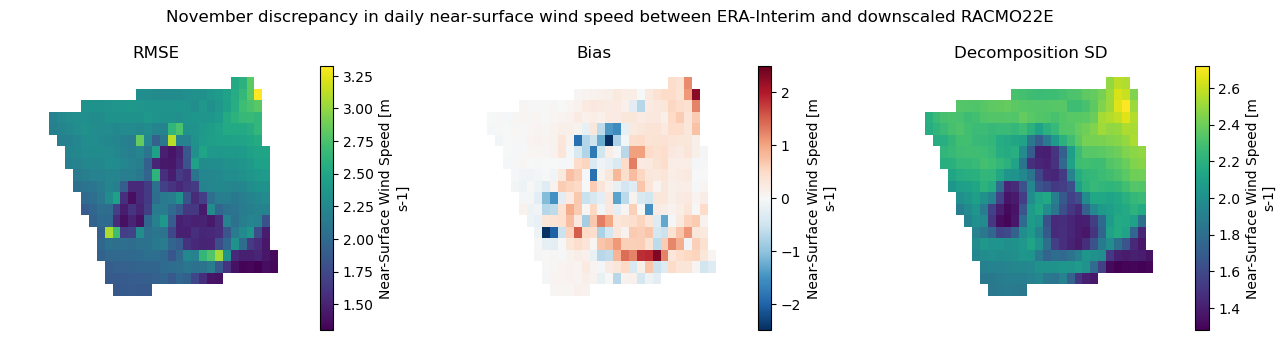 November discrepancy in daily near-surface wind speed between ERA-Interim and downscaled RACMO22E
RMSE
3.25
3.00
2.75
2.50
2.25
2.00
1.75
1.50
Near-Surface Wind Speed [m
s-1]
Bias
2
1
0
−1
−2
Near-Surface Wind Speed [m
s-1]
Decomposition SD
2.6
2.4
2.2
2.0
1.8
1.6
1.4
Near-Surface Wind Speed [m
s-1]